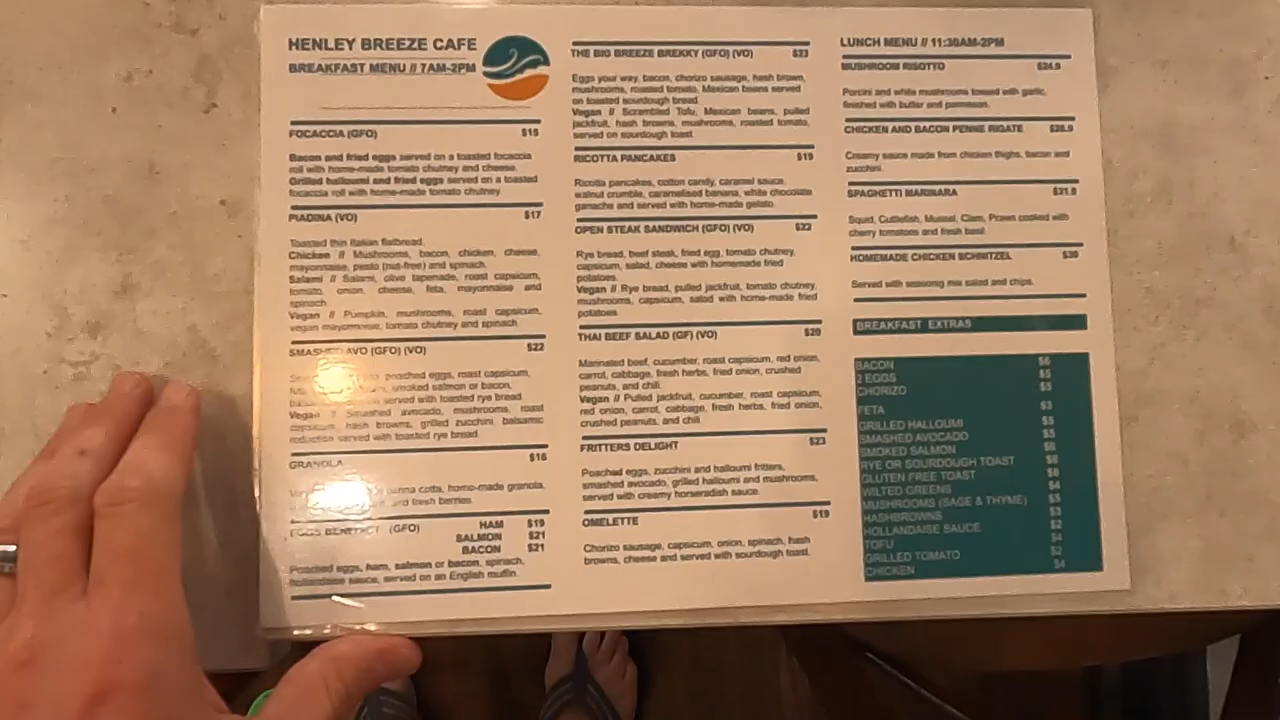 HENLEY BREEZE CAFE
BREAKFAST MENU // 7AM-2PM
FOCACCIA (GFO) $15
Bacon and fried eggs served on a toasted focaccia
roll with home-made tomato chutney and cheese.
Grilled halloumi and fried eggs served on a toasted
focaccia roll with home-made tomato chutney.
PIADINA (VO) $17
Toasted thin Italian flatbread.
Chicken // Mushrooms, bacon, chicken, cheese,
mayonnaise, pesto (nut-free) and spinach.
Salami // Salami, olive tapenade, roast capsicum,
tomato, onion, cheese, feta, mayonnaise and
spinach.
Vegan // Pumpkin, mushrooms, roast capsicum,
vegan mayonnaise, tomato chutney and spinach.
SMASHED AVO (GFO) (VO) $22
poached eggs, roast capsicum,
smoked salmon or bacon,
served with toasted rye bread.
Vegan // Smashed avocado, mushrooms, roast
capsicum, hash browns, grilled zucchini, balsamic
reduction served with toasted rye bread.
GRANOLA $16
panna cotta, home-made granola,
and fresh berries.
EGGS BENEDICT (GFO) HAM $19
SALMON $21
BACON $21
Poached eggs, ham, salmon or bacon, spinach,
hollandaise sauce, served on an English muffin.
THE BIG BREEZE BREKKY (GFO) (VO) $23
Eggs your way, bacon, chorizo sausage, hash brown,
mushrooms, roasted tomato, Mexican beans served
on toasted sourdough bread.
Vegan // Scrambled Tofu, Mexican beans, pulled
jackfruit, hash browns, mushrooms, roasted tomato,
served on sourdough toast.
RICOTTA PANCAKES $19
Ricotta pancakes, cotton candy, caramel sauce,
walnut crumble, caramelised banana, white chocolate
ganache and served with home-made gelato.
OPEN STEAK SANDWICH (GFO) (VO) $22
Rye bread, beef steak, fried egg, tomato chutney,
capsicum, salad, cheese with homemade fried
potatoes.
Vegan // Rye bread, pulled jackfruit, tomato chutney,
mushrooms, capsicum, salad with home-made fried
potatoes.
THAI BEEF SALAD (GF) (VO) $20
Marinated beef, cucumber, roast capsicum, red onion,
carrot, cabbage, fresh herbs, fried onion, crushed
peanuts, and chili.
Vegan // Pulled jackfruit, cucumber, roast capsicum,
red onion, carrot, cabbage, fresh herbs, fried onion,
crushed peanuts, and chili.
FRITTERS DELIGHT $23
Poached eggs, zucchini and halloumi fritters,
smashed avocado, grilled halloumi and mushrooms,
served with creamy horseradish sauce.
OMELETTE $19
Chorizo sausage, capsicum, onion, spinach, hash
browns, cheese and served with sourdough toast.
LUNCH MENU // 11:30AM-2PM
MUSHROOM RISOTTO $24.9
Porcini and white mushrooms tossed with garlic,
finished with butter and parmesan.
CHICKEN AND BACON PENNE RIGATE
Creamy sauce made from chicken thighs, bacon and
zucchini.
SPAGHETTI MARINARA
Squid, Cuttlefish, Mussel, Clam, Prawn cooked with
cherry tomatoes and fresh basil.
HOMEMADE CHICKEN SCHNITZEL $30
Served with seasoning mix salad and chips.
BREAKFAST EXTRAS
BACON $6
2 EGGS $5
CHORIZO $5
FETA $3
GRILLED HALLOUMI $5
SMASHED AVOCADO $5
SMOKED SALMON $6
RYE OR SOURDOUGH TOAST $6
GLUTEN FREE TOAST $6
WILTED GREENS $4
MUSHROOMS (SAGE & THYME) $5
HASHBROWNS $3
HOLLANDAISE SAUCE $2
TOFU $4
GRILLED TOMATO $2
CHICKEN $4